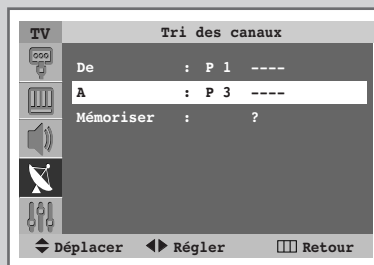 TV Tri des canaux
De : P 1 ----
A : P 3 ----
Mémoriser : ?
Déplacer Régler Retour